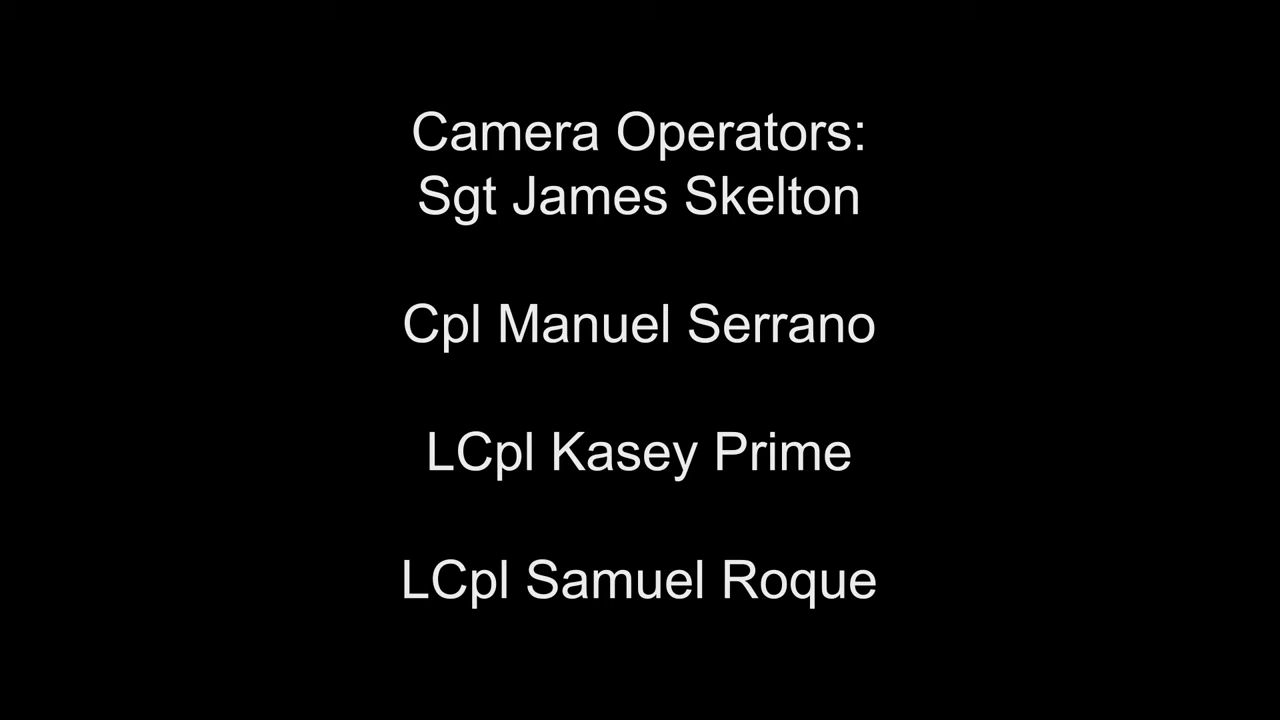 Camera Operators:
Sgt James Skelton
Cpl Manuel Serrano
LCpl Kasey Prime
LCpl Samuel Roque